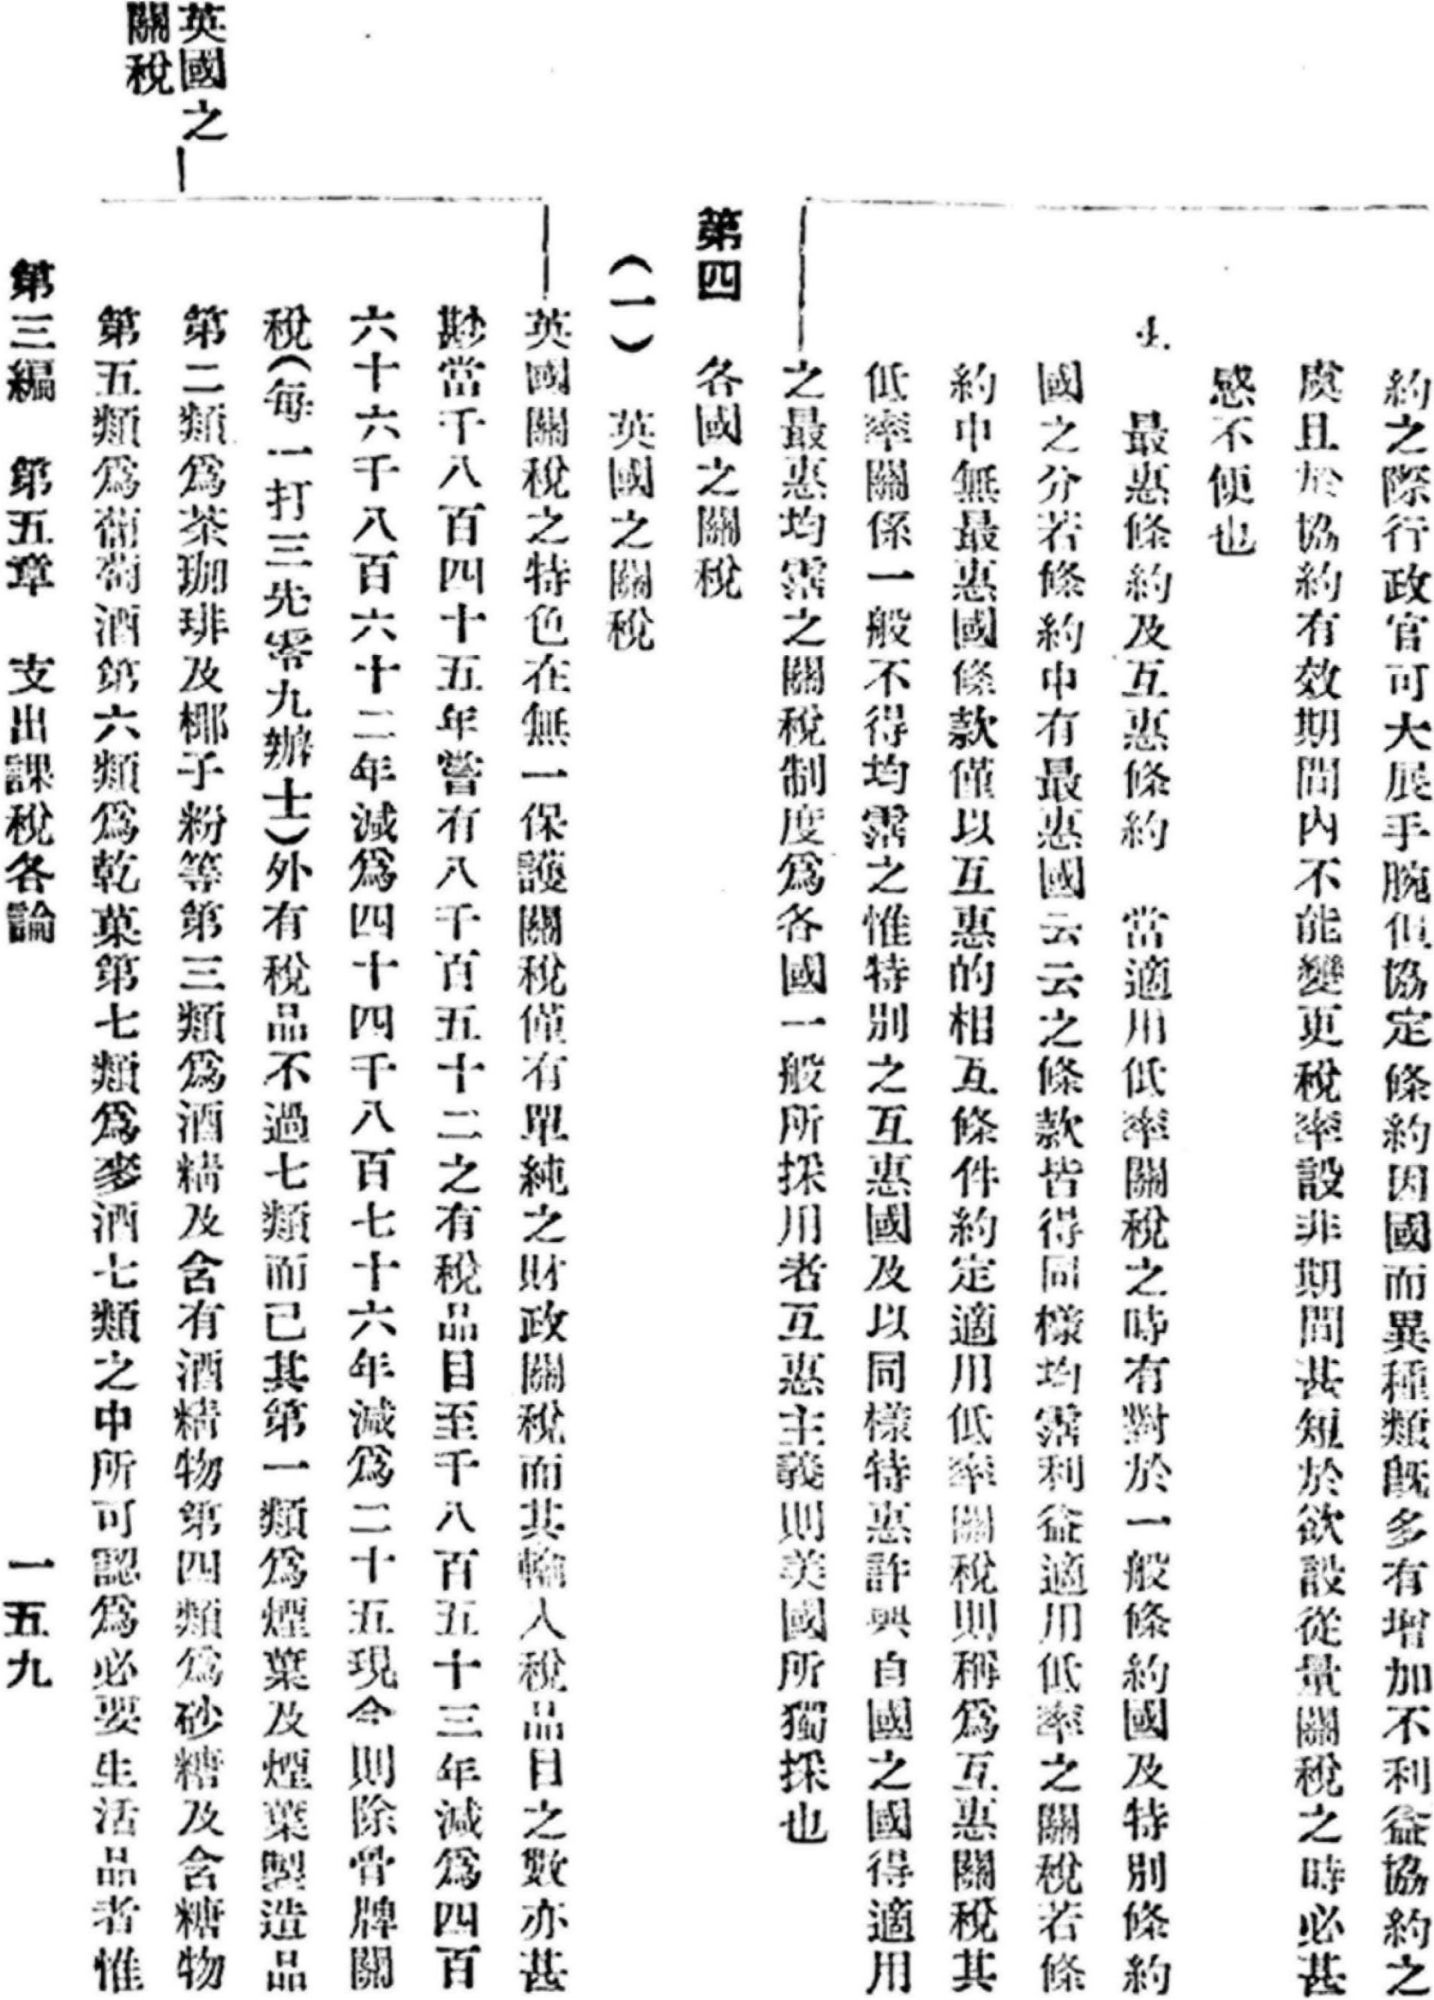 約之際行政官可大展手腕但協定條約因國而異種類旣多有增加不利益協約之
虞且於協約有效期間內不能變更稅率設非期間甚短於欲設從量關稅之時必甚
感不便也
4. 最惠條約及互惠條約　當適用低率關稅之時有對於一般條約國及特別條約
國之分若條約中有最惠國云云之條款皆得同樣均霑利益適用低率之關稅若條
約中無最惠國條款僅以互惠的相互條件約定適用低率關稅則稱爲互惠關稅其
低率關係一般不得均霑之惟特別之互惠國及以同樣特惠許與自國之國得適用
之最惠均霑之關稅制度爲各國一般所採用者互惠主義則美國所獨採也
第四　各國之關稅
（一）　英國之關稅
英國之
關稅
英國關稅之特色在無一保護關稅僅有單純之財政關稅而其輸入稅品目之數亦甚
尠當千八百四十五年嘗有八千百五十二之有稅品目至千八百五十三年減爲四百
六十六千八百六十二年減爲四十四千八百七十六年減爲二十五現今則除骨牌關
稅（每一打三先零九辦士）外有稅品不過七類而已其第一類爲煙葉及煙葉製造品
第二類爲茶珈琲及椰子粉等第三類爲酒精及含有酒精物第四類爲砂糖及含糖物
第五類爲葡萄酒第六類爲乾菓第七類爲麥酒七類之中所可認爲必要生活品者惟
第三編　第五章　支出課稅各論
一五九